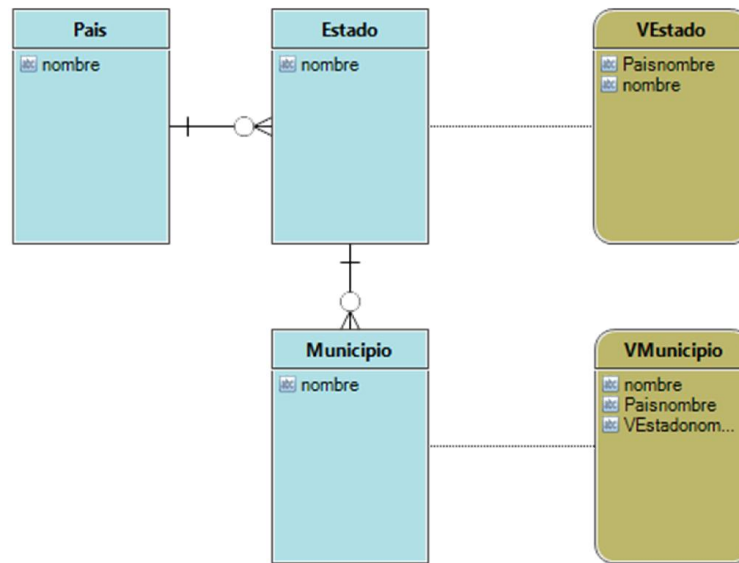 Pais
nombre
Estado
nombre
VEstado
Paisnombre
nombre
Municipio
nombre
VMunicipio
nombre
Paisnombre
VEstadonom...